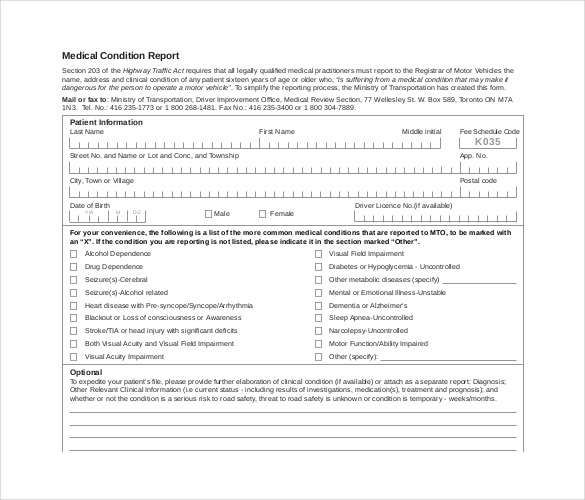 Medical Condition Report
Section 203 of the Highway Traffic Act requires that all legally qualified medical practitioners must report to the Registrar of Motor Vehicles the
name, address and clinical condition of any patient sixteen years of age or older who, "Is suffering from a medical condition that may make it
dangerous for the person to operate a motor vehicle". To simplify the reporting process, the Ministry of Transportation has created this form.
Mail or fax to: Ministry of Transportation, Driver Improvement Office, Medical Review Section, 77 Wellesley St. W. Box 589, Toronto ON M7A
1N3. Tel. No.: 416 235-1773 or 1 800 268-1481. Fax No.: 416 235-3400 or 1 800 304-7889.
Patient Information
Last Name First Name Middle initial Fee Schedule Code
K035
Street No. and Name or Lot and Conc, and Township App. No.
City, Town or Village Postal code
Date of Birth Driver Licence No.(if available)
Y/A M D/J
Male Female
For your convenience, the following is a list of the more common medical conditions that are reported to MTO, to be marked with
an "X". If the condition you are reporting is not listed, please indicate it in the section marked "Other".
Alcohol Dependence Visual Field Impairment
Drug Dependence Diabetes or Hypoglycemia - Uncontrolled
Seizure(s)-Cerebral Other metabolic diseases (specify)
Seizure(s)-Alcohol related Mental or Emotional Illness-Unstable
Heart disease with Pre-syncope/Syncope/Arrhythmia Dementia or Alzheimer's
Blackout or Loss of consciousness or Awareness Sleep Apnea-Uncontrolled
Stroke/TIA or head injury with significant deficits Narcolepsy-Uncontrolled
Both Visual Acuity and Visual Field Impairment Motor Function/Ability Impaired
Visual Acuity Impairment Other (specify):
Optional
To expedite your patient's file, please provide further elaboration of clinical condition (if available) or attach as a separate report: Diagnosis;
Other Relevant Clinical Information (i.e current status - including results of investigations, medication(s), treatment and prognosis); and
whether or not the condition is a serious risk to road safety, threat to road safety is unknown or condition is temporary - weeks/months.